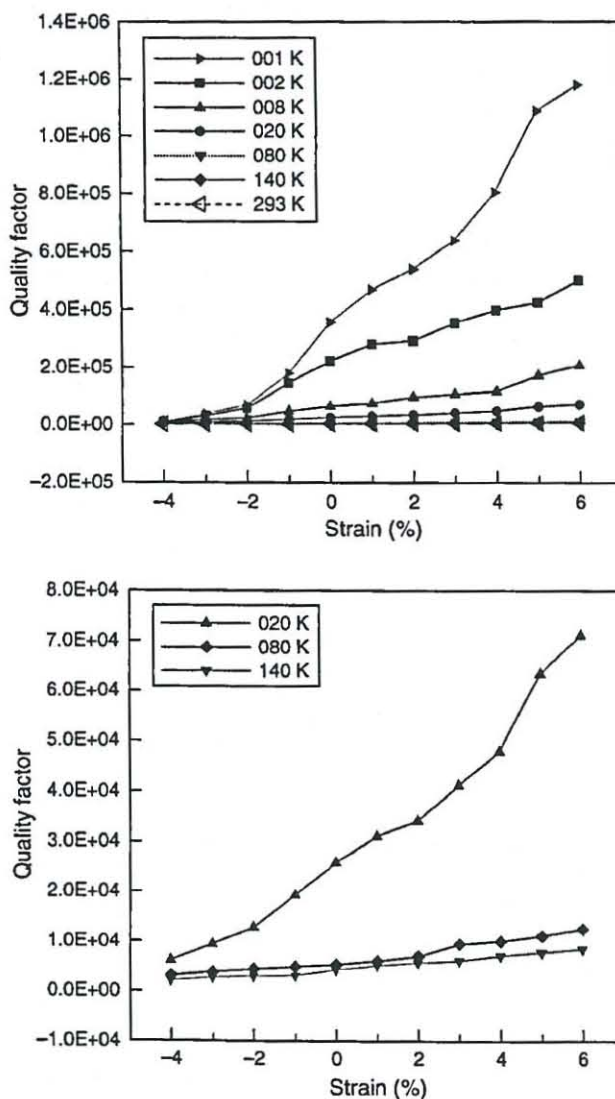 1.4E+06
1.2E+06
1.0E+06
8.0E+05
6.0E+05
4.0E+05
2.0E+05
0.0E+00
−2.0E+05
Quality factor
001 K
002 K
008 K
020 K
080 K
140 K
293 K
−4 −2 0 2 4 6
Strain (%)
8.0E+04
7.0E+04
6.0E+04
5.0E+04
4.0E+04
3.0E+04
2.0E+04
1.0E+04
0.0E+00
−1.0E+04
Quality factor
020 K
080 K
140 K
−4 −2 0 2 4 6
Strain (%)